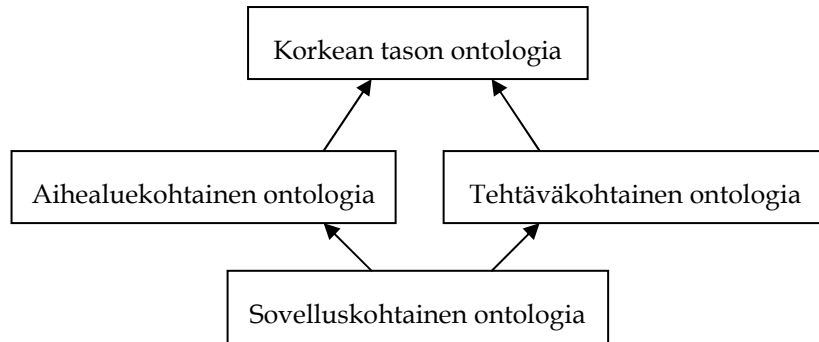 Korkean tason ontologia
Aihealuekohtainen ontologia
Tehtäväkohtainen ontologia
Sovelluskohtainen ontologia